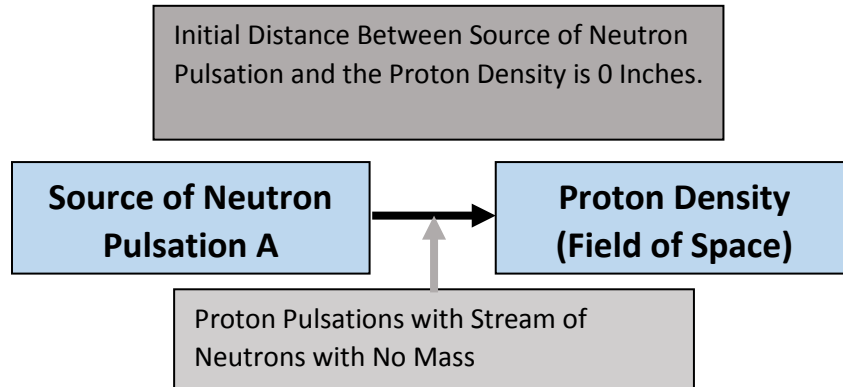 Initial Distance Between Source of Neutron
Pulsation and the Proton Density is 0 Inches.
Source of Neutron
Pulsation A
Proton Density
(Field of Space)
Proton Pulsations with Stream of
Neutrons with No Mass